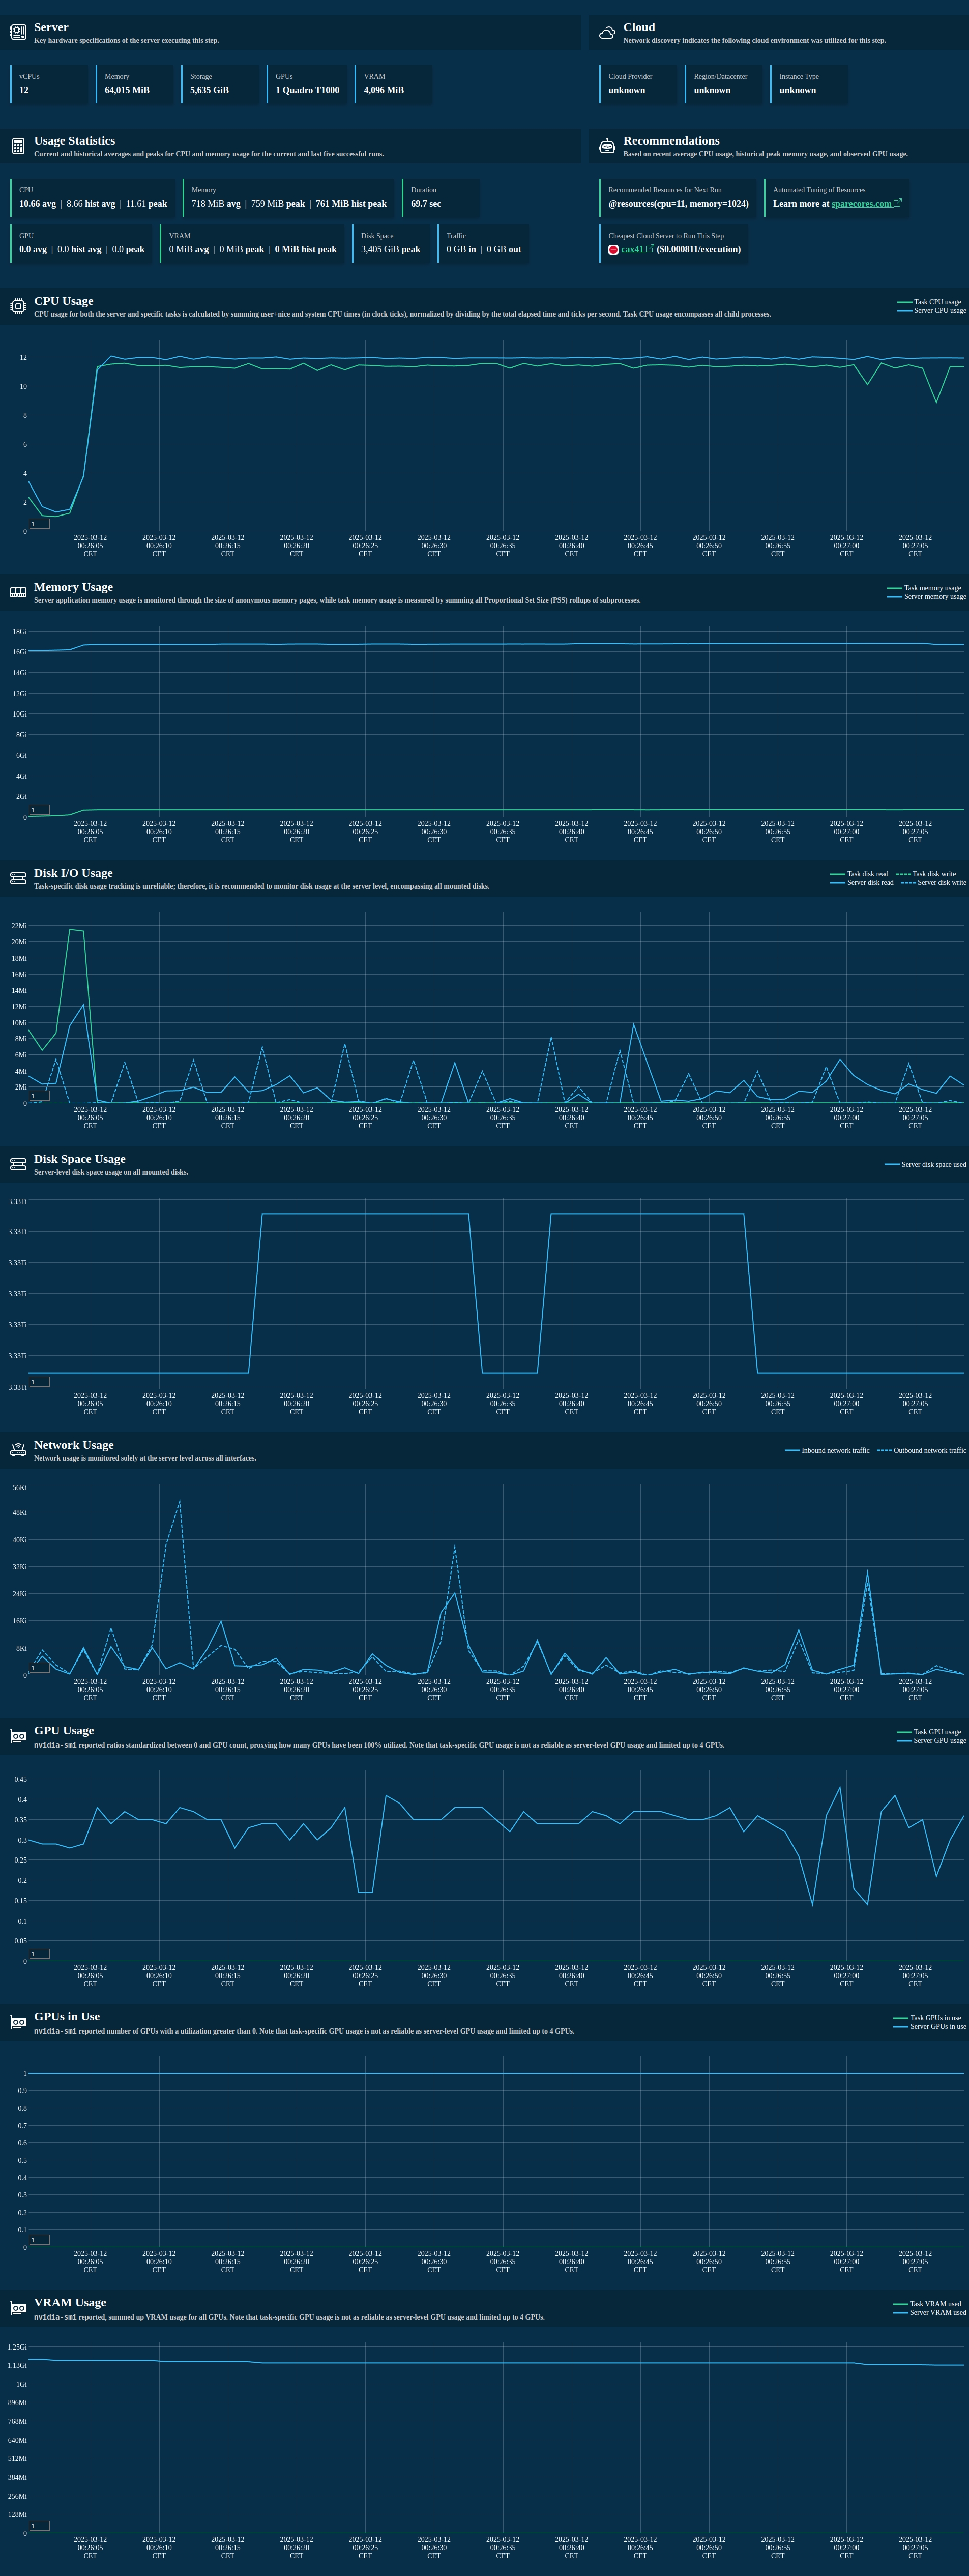 Server
Key hardware specifications of the server executing this step.
Cloud
Network discovery indicates the following cloud environment was utilized for this step.
vCPUs
12
Memory
64,015 MiB
Storage
5,635 GiB
GPUs
1 Quadro T1000
VRAM
4,096 MiB
Cloud Provider
unknown
Region/Datacenter
unknown
Instance Type
unknown
Usage Statistics
Current and historical averages and peaks for CPU and memory usage for the current and last five successful runs.
Recommendations
Based on recent average CPU usage, historical peak memory usage, and observed GPU usage.
CPU
10.66 avg | 8.66 hist avg | 11.61 peak
Memory
718 MiB avg | 759 MiB peak | 761 MiB hist peak
Duration
69.7 sec
GPU
0.0 avg | 0.0 hist avg | 0.0 peak
VRAM
0 MiB avg | 0 MiB peak | 0 MiB hist peak
Disk Space
3,405 GiB peak
Traffic
0 GB in | 0 GB out
Recommended Resources for Next Run
@resources(cpu=11, memory=1024)
Automated Tuning of Resources
Learn more at sparecores.com
Cheapest Cloud Server to Run This Step
cax41 ($0.000811/execution)
CPU Usage
CPU usage for both the server and specific tasks is calculated by summing user+nice and system CPU times (in clock ticks), normalized by dividing by the total elapsed time and ticks per second. Task CPU usage encompasses all child processes.
Task CPU usage
Server CPU usage
12
10
8
6
4
2
0
1
2025-03-12 2025-03-12 2025-03-12 2025-03-12 2025-03-12 2025-03-12 2025-03-12 2025-03-12 2025-03-12 2025-03-12 2025-03-12 2025-03-12 2025-03-12
00:26:05 00:26:10 00:26:15 00:26:20 00:26:25 00:26:30 00:26:35 00:26:40 00:26:45 00:26:50 00:26:55 00:27:00 00:27:05
CET CET CET CET CET CET CET CET CET CET CET CET CET
Memory Usage
Server application memory usage is monitored through the size of anonymous memory pages, while task memory usage is measured by summing all Proportional Set Size (PSS) rollups of subprocesses.
Task memory usage
Server memory usage
18Gi
16Gi
14Gi
12Gi
10Gi
8Gi
6Gi
4Gi
2Gi
0
1
2025-03-12 2025-03-12 2025-03-12 2025-03-12 2025-03-12 2025-03-12 2025-03-12 2025-03-12 2025-03-12 2025-03-12 2025-03-12 2025-03-12 2025-03-12
00:26:05 00:26:10 00:26:15 00:26:20 00:26:25 00:26:30 00:26:35 00:26:40 00:26:45 00:26:50 00:26:55 00:27:00 00:27:05
CET CET CET CET CET CET CET CET CET CET CET CET CET
Disk I/O Usage
Task-specific disk usage tracking is unreliable; therefore, it is recommended to monitor disk usage at the server level, encompassing all mounted disks.
Task disk read Task disk write
Server disk read Server disk write
22Mi
20Mi
18Mi
16Mi
14Mi
12Mi
10Mi
8Mi
6Mi
4Mi
2Mi
0
1
2025-03-12 2025-03-12 2025-03-12 2025-03-12 2025-03-12 2025-03-12 2025-03-12 2025-03-12 2025-03-12 2025-03-12 2025-03-12 2025-03-12 2025-03-12
00:26:05 00:26:10 00:26:15 00:26:20 00:26:25 00:26:30 00:26:35 00:26:40 00:26:45 00:26:50 00:26:55 00:27:00 00:27:05
CET CET CET CET CET CET CET CET CET CET CET CET CET
Disk Space Usage
Server-level disk space usage on all mounted disks.
Server disk space used
3.33Ti
3.33Ti
3.33Ti
3.33Ti
3.33Ti
3.33Ti
3.33Ti
1
2025-03-12 2025-03-12 2025-03-12 2025-03-12 2025-03-12 2025-03-12 2025-03-12 2025-03-12 2025-03-12 2025-03-12 2025-03-12 2025-03-12 2025-03-12
00:26:05 00:26:10 00:26:15 00:26:20 00:26:25 00:26:30 00:26:35 00:26:40 00:26:45 00:26:50 00:26:55 00:27:00 00:27:05
CET CET CET CET CET CET CET CET CET CET CET CET CET
Network Usage
Network usage is monitored solely at the server level across all interfaces.
Inbound network traffic Outbound network traffic
56Ki
48Ki
40Ki
32Ki
24Ki
16Ki
8Ki
0
1
2025-03-12 2025-03-12 2025-03-12 2025-03-12 2025-03-12 2025-03-12 2025-03-12 2025-03-12 2025-03-12 2025-03-12 2025-03-12 2025-03-12 2025-03-12
00:26:05 00:26:10 00:26:15 00:26:20 00:26:25 00:26:30 00:26:35 00:26:40 00:26:45 00:26:50 00:26:55 00:27:00 00:27:05
CET CET CET CET CET CET CET CET CET CET CET CET CET
GPU Usage
nvidia-smi reported ratios standardized between 0 and GPU count, proxying how many GPUs have been 100% utilized. Note that task-specific GPU usage is not as reliable as server-level GPU usage and limited up to 4 GPUs.
Task GPU usage
Server GPU usage
0.45
0.4
0.35
0.3
0.25
0.2
0.15
0.1
0.05
0
1
2025-03-12 2025-03-12 2025-03-12 2025-03-12 2025-03-12 2025-03-12 2025-03-12 2025-03-12 2025-03-12 2025-03-12 2025-03-12 2025-03-12 2025-03-12
00:26:05 00:26:10 00:26:15 00:26:20 00:26:25 00:26:30 00:26:35 00:26:40 00:26:45 00:26:50 00:26:55 00:27:00 00:27:05
CET CET CET CET CET CET CET CET CET CET CET CET CET
GPUs in Use
nvidia-smi reported number of GPUs with a utilization greater than 0. Note that task-specific GPU usage is not as reliable as server-level GPU usage and limited up to 4 GPUs.
Task GPUs in use
Server GPUs in use
1
0.9
0.8
0.7
0.6
0.5
0.4
0.3
0.2
0.1
0
1
2025-03-12 2025-03-12 2025-03-12 2025-03-12 2025-03-12 2025-03-12 2025-03-12 2025-03-12 2025-03-12 2025-03-12 2025-03-12 2025-03-12 2025-03-12
00:26:05 00:26:10 00:26:15 00:26:20 00:26:25 00:26:30 00:26:35 00:26:40 00:26:45 00:26:50 00:26:55 00:27:00 00:27:05
CET CET CET CET CET CET CET CET CET CET CET CET CET
VRAM Usage
nvidia-smi reported, summed up VRAM usage for all GPUs. Note that task-specific GPU usage is not as reliable as server-level GPU usage and limited up to 4 GPUs.
Task VRAM used
Server VRAM used
1.25Gi
1.13Gi
1Gi
896Mi
768Mi
640Mi
512Mi
384Mi
256Mi
128Mi
0
1
2025-03-12 2025-03-12 2025-03-12 2025-03-12 2025-03-12 2025-03-12 2025-03-12 2025-03-12 2025-03-12 2025-03-12 2025-03-12 2025-03-12 2025-03-12
00:26:05 00:26:10 00:26:15 00:26:20 00:26:25 00:26:30 00:26:35 00:26:40 00:26:45 00:26:50 00:26:55 00:27:00 00:27:05
CET CET CET CET CET CET CET CET CET CET CET CET CET